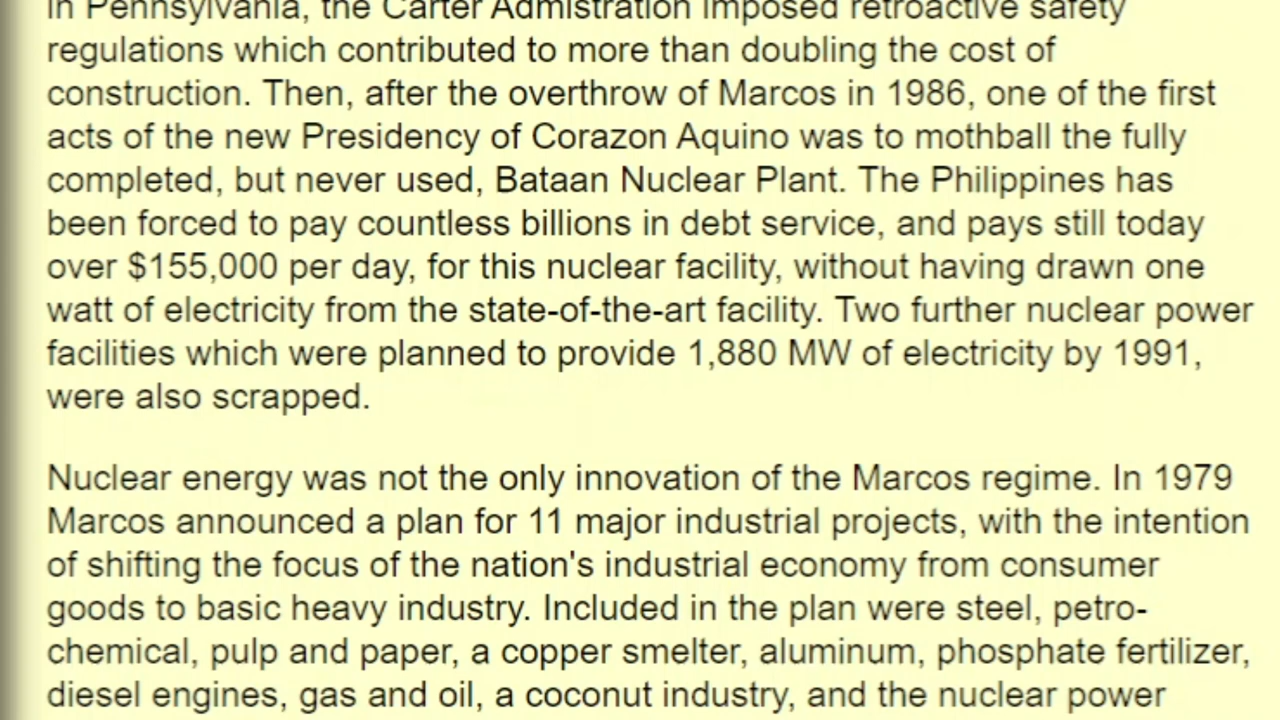 in Pennsylvania, the Carter Admistration imposed retroactive safety
regulations which contributed to more than doubling the cost of
construction. Then, after the overthrow of Marcos in 1986, one of the first
acts of the new Presidency of Corazon Aquino was to mothball the fully
completed, but never used, Bataan Nuclear Plant. The Philippines has
been forced to pay countless billions in debt service, and pays still today
over $155,000 per day, for this nuclear facility, without having drawn one
watt of electricity from the state-of-the-art facility. Two further nuclear power
facilities which were planned to provide 1,880 MW of electricity by 1991,
were also scrapped.
Nuclear energy was not the only innovation of the Marcos regime. In 1979
Marcos announced a plan for 11 major industrial projects, with the intention
of shifting the focus of the nation's industrial economy from consumer
goods to basic heavy industry. Included in the plan were steel, petro-
chemical, pulp and paper, a copper smelter, aluminum, phosphate fertilizer,
diesel engines, gas and oil, a coconut industry, and the nuclear power